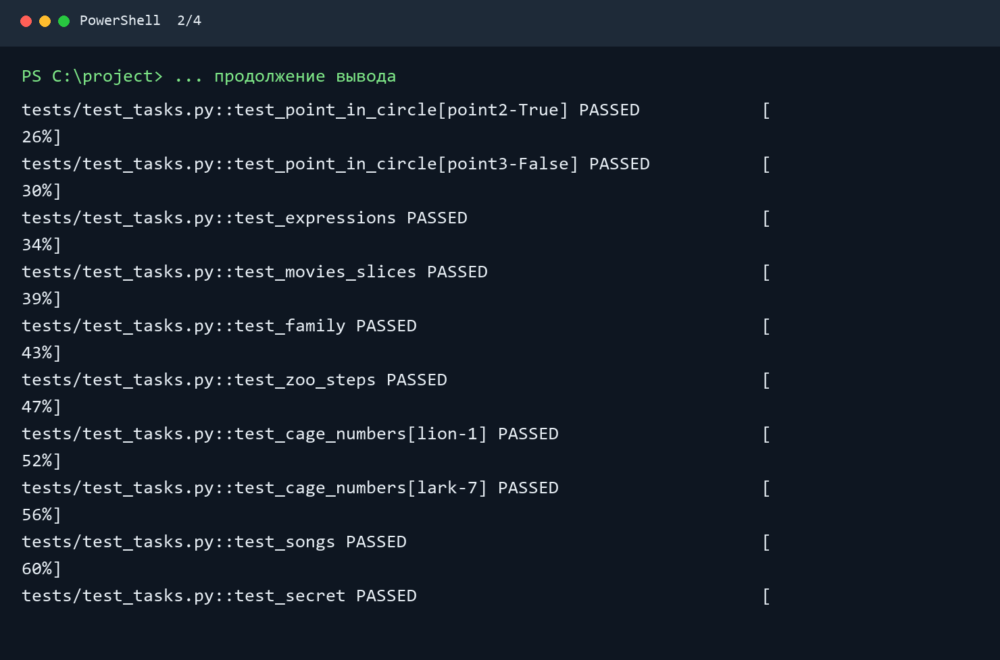 PowerShell 2/4
PS C:\project> ... продолжение вывода
tests/test_tasks.py::test_point_in_circle[point2-True] PASSED [
26%]
tests/test_tasks.py::test_point_in_circle[point3-False] PASSED [
30%]
tests/test_tasks.py::test_expressions PASSED [
34%]
tests/test_tasks.py::test_movies_slices PASSED [
39%]
tests/test_tasks.py::test_family PASSED [
43%]
tests/test_tasks.py::test_zoo_steps PASSED [
47%]
tests/test_tasks.py::test_cage_numbers[lion-1] PASSED [
52%]
tests/test_tasks.py::test_cage_numbers[lark-7] PASSED [
56%]
tests/test_tasks.py::test_songs PASSED [
60%]
tests/test_tasks.py::test_secret PASSED [